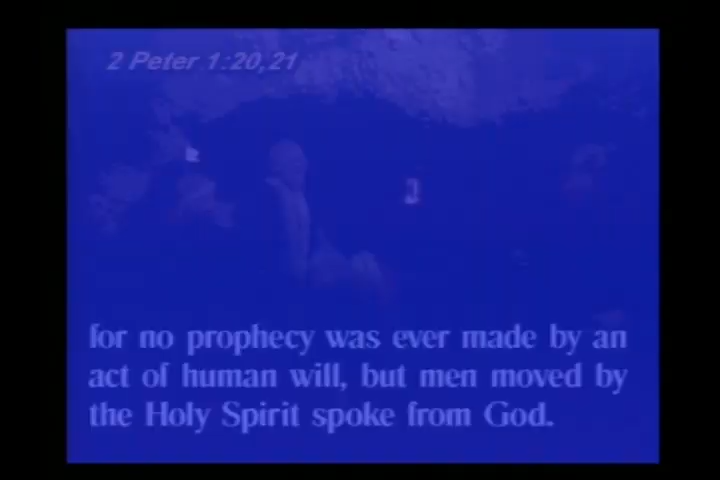 2 Peter 1:20,21
for no prophecy was ever made by an
act of human will, but men moved by
the Holy Spirit spoke from God.